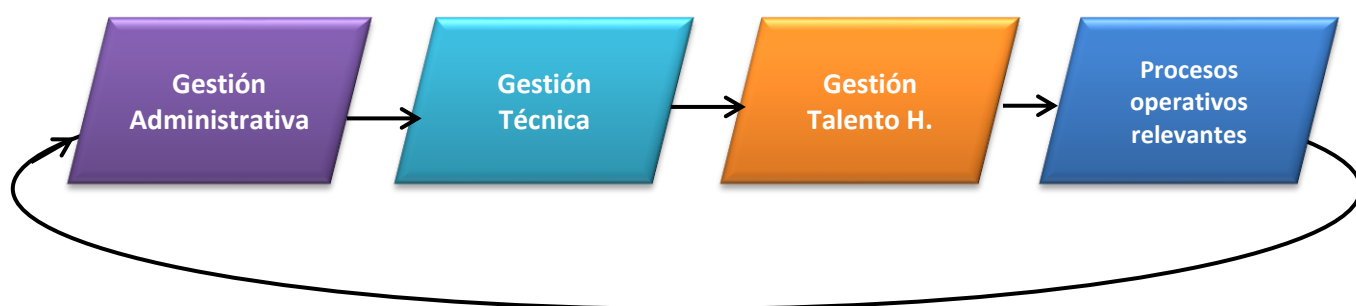 Gestión
Administrativa
Gestión
Técnica
Gestión
Talento H.
Procesos
operativos
relevantes